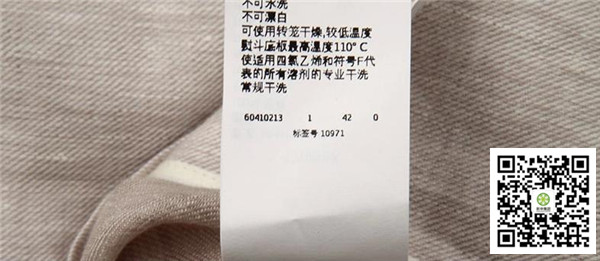 不可水洗
不可漂白
可使用转笼干燥,较低温度
熨斗底板最高温度110° C
使适用四氯乙烯和符号F代
表的所有溶剂的专业干洗
常规干洗
60410213 1 42 0
标签号 10971